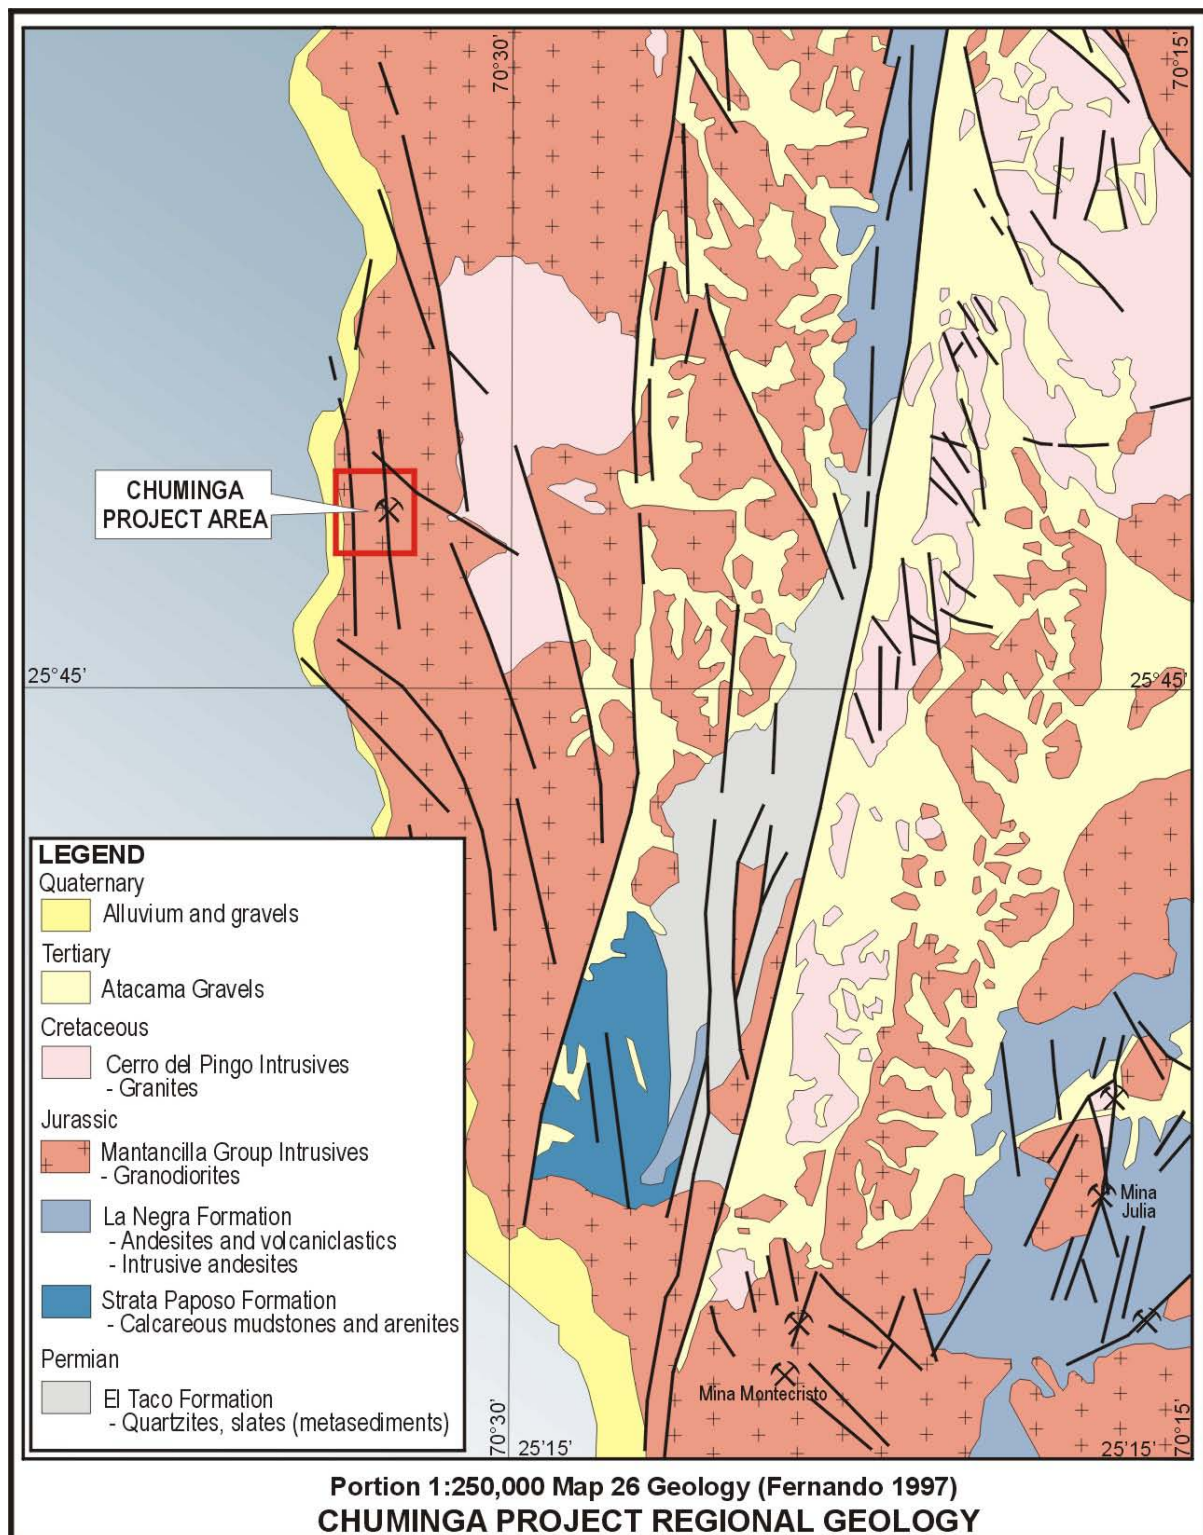 70°30'
70°15'
CHUMINGA
PROJECT AREA
25°45'
25°45'
LEGEND
Quaternary
Alluvium and gravels
Tertiary
Atacama Gravels
Cretaceous
Cerro del Pingo Intrusives
- Granites
Jurassic
Mantancilla Group Intrusives
- Granodiorites
La Negra Formation
- Andesites and volcaniclastics
- Intrusive andesites
Strata Paposo Formation
- Calcareous mudstones and arenites
Permian
El Taco Formation
- Quartzites, slates (metasediments)
Mina
Julia
Mina Montecristo
70°30'
25'15'
25'15'
70°15'
Portion 1:250,000 Map 26 Geology (Fernando 1997)
CHUMINGA PROJECT REGIONAL GEOLOGY